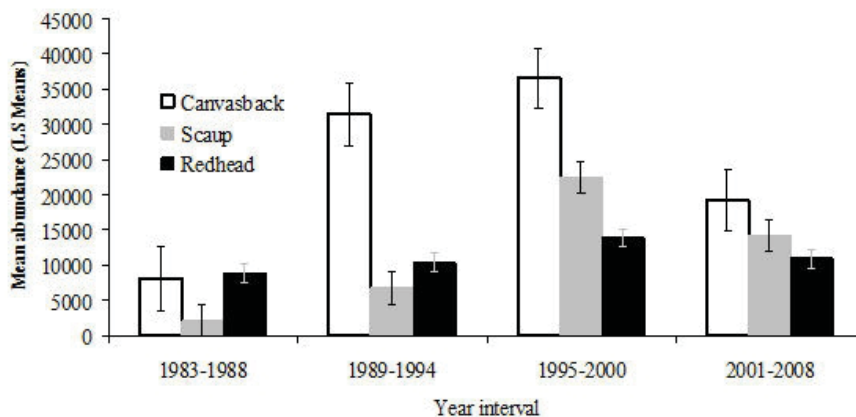 Mean abundance (LS Means)
45000
40000
35000
30000
25000
20000
15000
10000
5000
0
Canvasback
Scaup
Redhead
1983-1988
1989-1994
1995-2000
2001-2008
Year interval